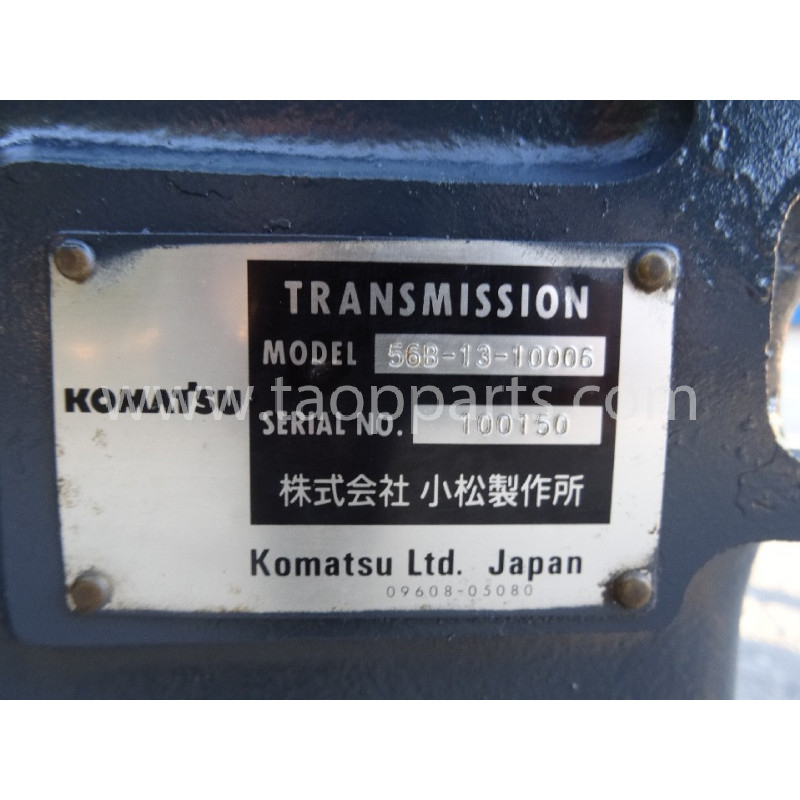 TRANSMISSION
MODEL 56B-13-10006
KOMATSU
www.taopparts.com
SERIAL NO. 100150
株式会社 小松製作所
Komatsu Ltd. Japan
09608-05080